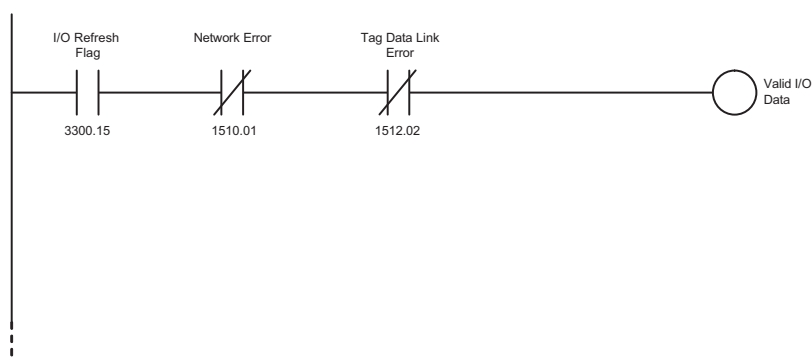 I/O Refresh
Flag
Network Error
Tag Data Link
Error
Valid I/O
Data
3300.15
1510.01
1512.02